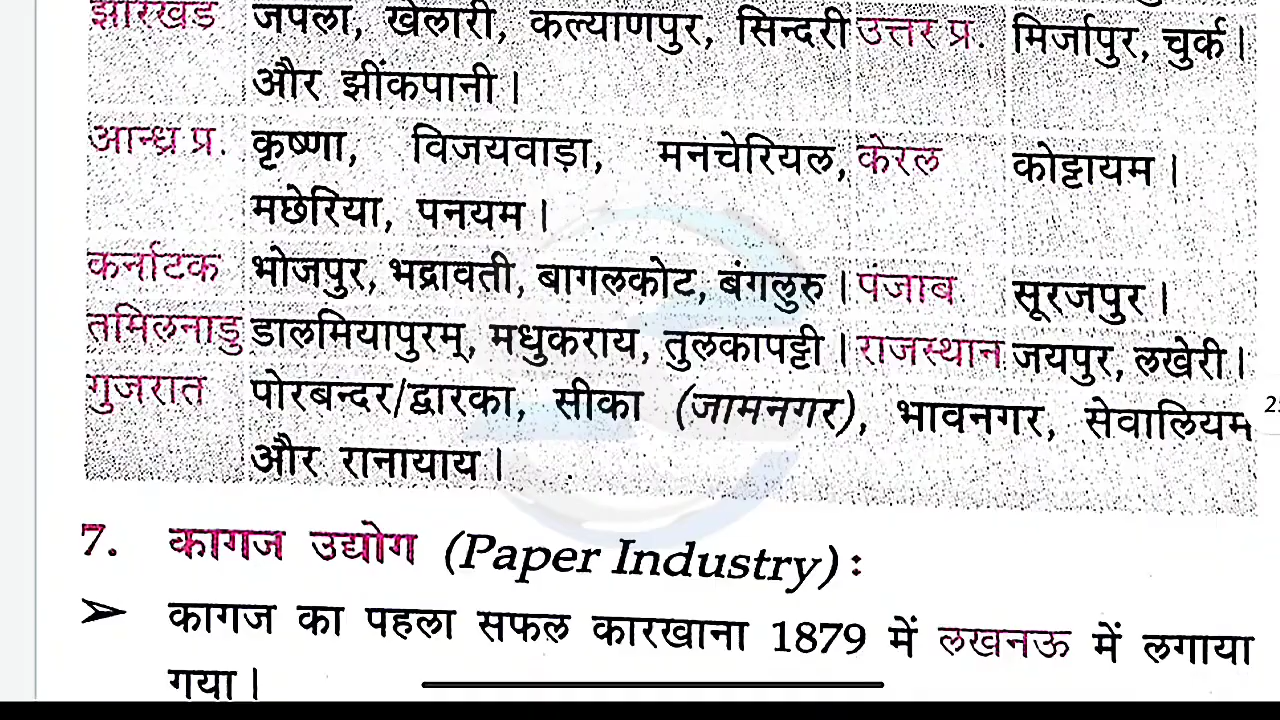 झारखंड जपला, खेलारी, कल्याणपुर, सिन्दरी उत्तर प्र. मिर्जापुर, चुर्क।
और झींकपानी।
आन्ध्र प्र. कृष्णा, विजयवाड़ा, मनचेरियल, केरल कोट्टायम।
मछेरिया, पनयम।
कर्नाटक भोजपुर, भद्रावती, बागलकोट, बंगलुरु। पंजाब सूरजपुर।
तमिलनाडु डालमियापुरम्, मधुकराय, तुलकापट्टी। राजस्थान जयपुर, लखेरी।
गुजरात पोरबन्दर/द्वारका, सीका (जामनगर), भावनगर, सेवालियम
और रानायाय।
7. कागज उद्योग (Paper Industry) :
➢ कागज का पहला सफल कारखाना 1879 में लखनऊ में लगाया
गया।